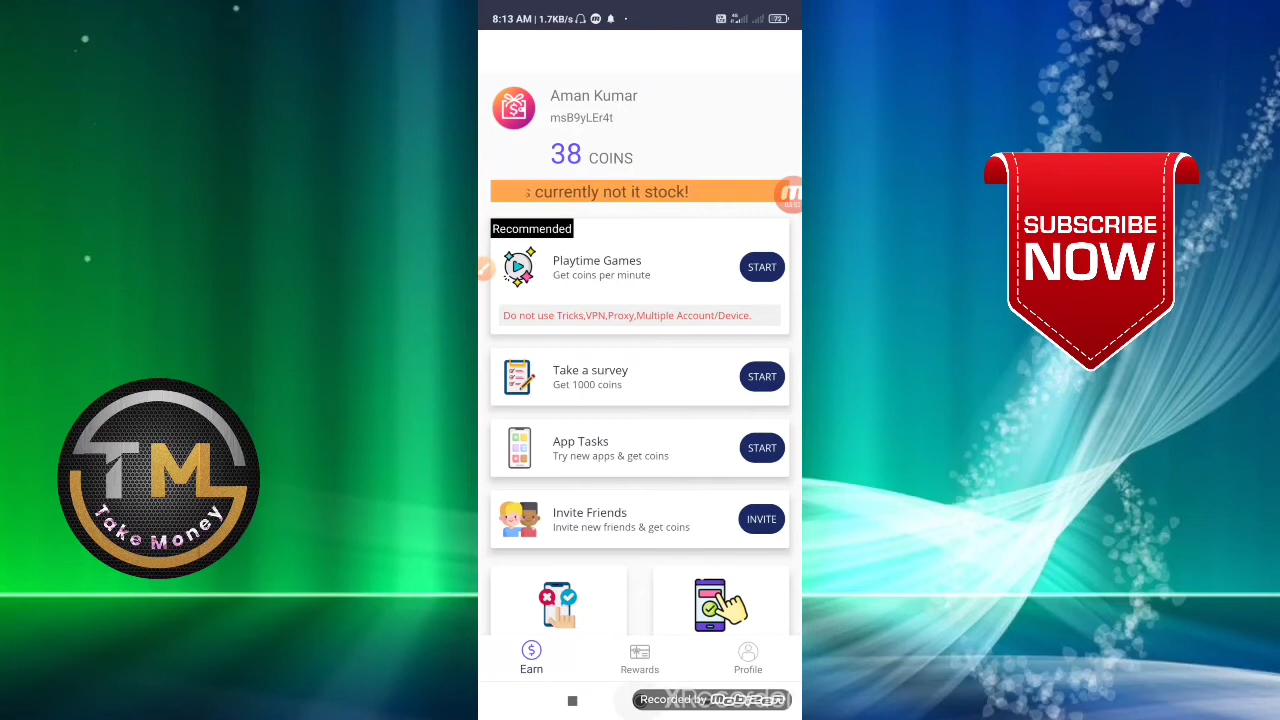 8:13 AM | 1.7KB/s
72
Aman Kumar
msB9yLEr4t
38 COINS
s currently not it stock!
Recommended
Playtime Games
Get coins per minute
START
Do not use Tricks,VPN,Proxy,Multiple Account/Device.
Take a survey
Get 1000 coins
START
App Tasks
Try new apps & get coins
START
Invite Friends
Invite new friends & get coins
INVITE
Earn
Rewards
Profile
Recorded by
XRecorder
TM
Take Money
SUBSCRIBE
NOW